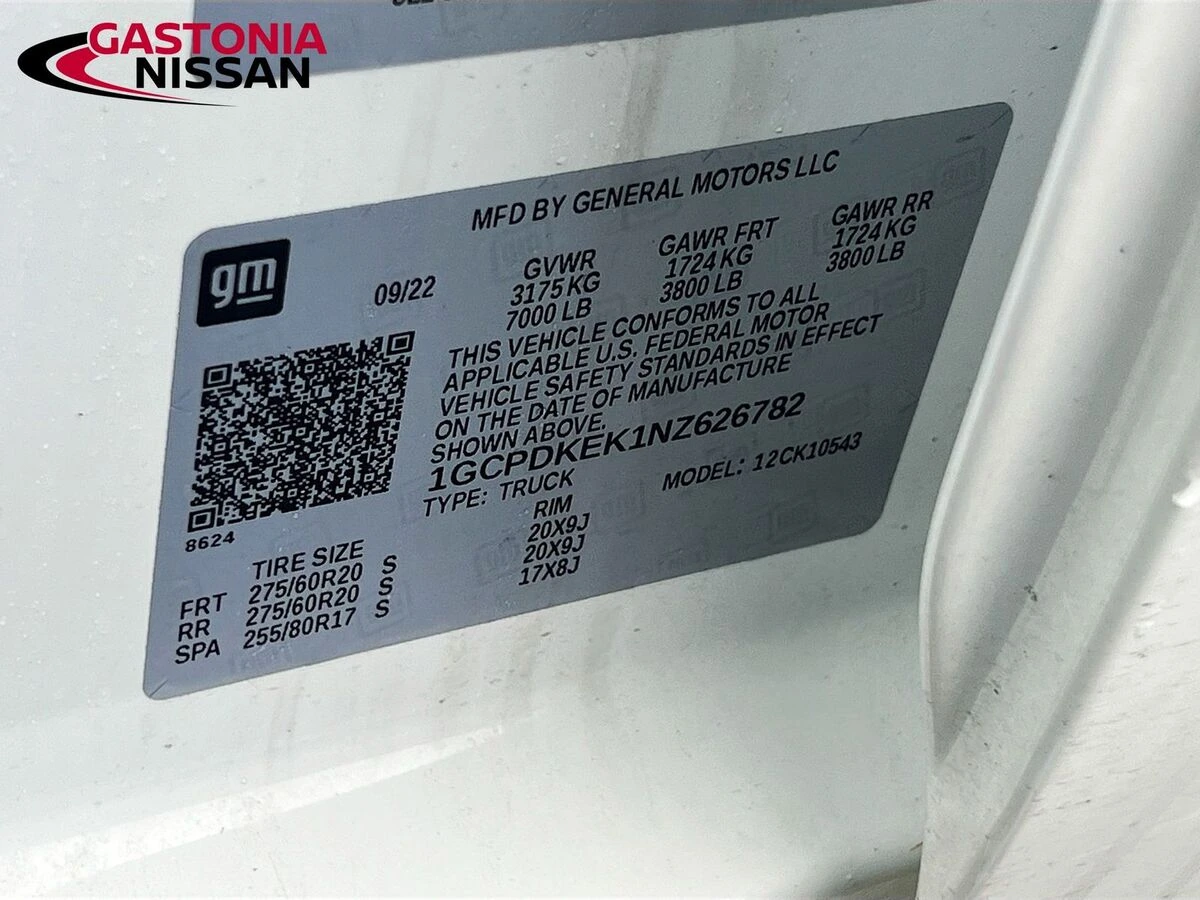 GASTONIA
NISSAN
MFD BY GENERAL MOTORS LLC
gm
09/22
GVWR
3175 KG
7000 LB
GAWR FRT
1724 KG
3800 LB
GAWR RR
1724 KG
3800 LB
THIS VEHICLE CONFORMS TO ALL
APPLICABLE U.S. FEDERAL MOTOR
VEHICLE SAFETY STANDARDS IN EFFECT
ON THE DATE OF MANUFACTURE
SHOWN ABOVE.
1GCPDKEK1NZ626782
TYPE: TRUCK
MODEL: 12CK10543
8624
TIRE SIZE RIM
FRT 275/60R20 S 20X9J
RR 275/60R20 S 20X9J
SPA 255/80R17 S 17X8J